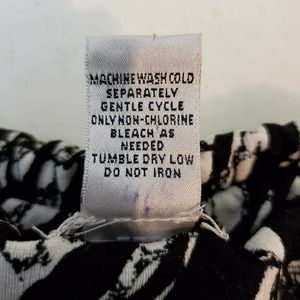 MACHINE WASH COLD
SEPARATELY
GENTLE CYCLE
ONLY NON-CHLORINE
BLEACH AS
NEEDED
TUMBLE DRY LOW
DO NOT IRON